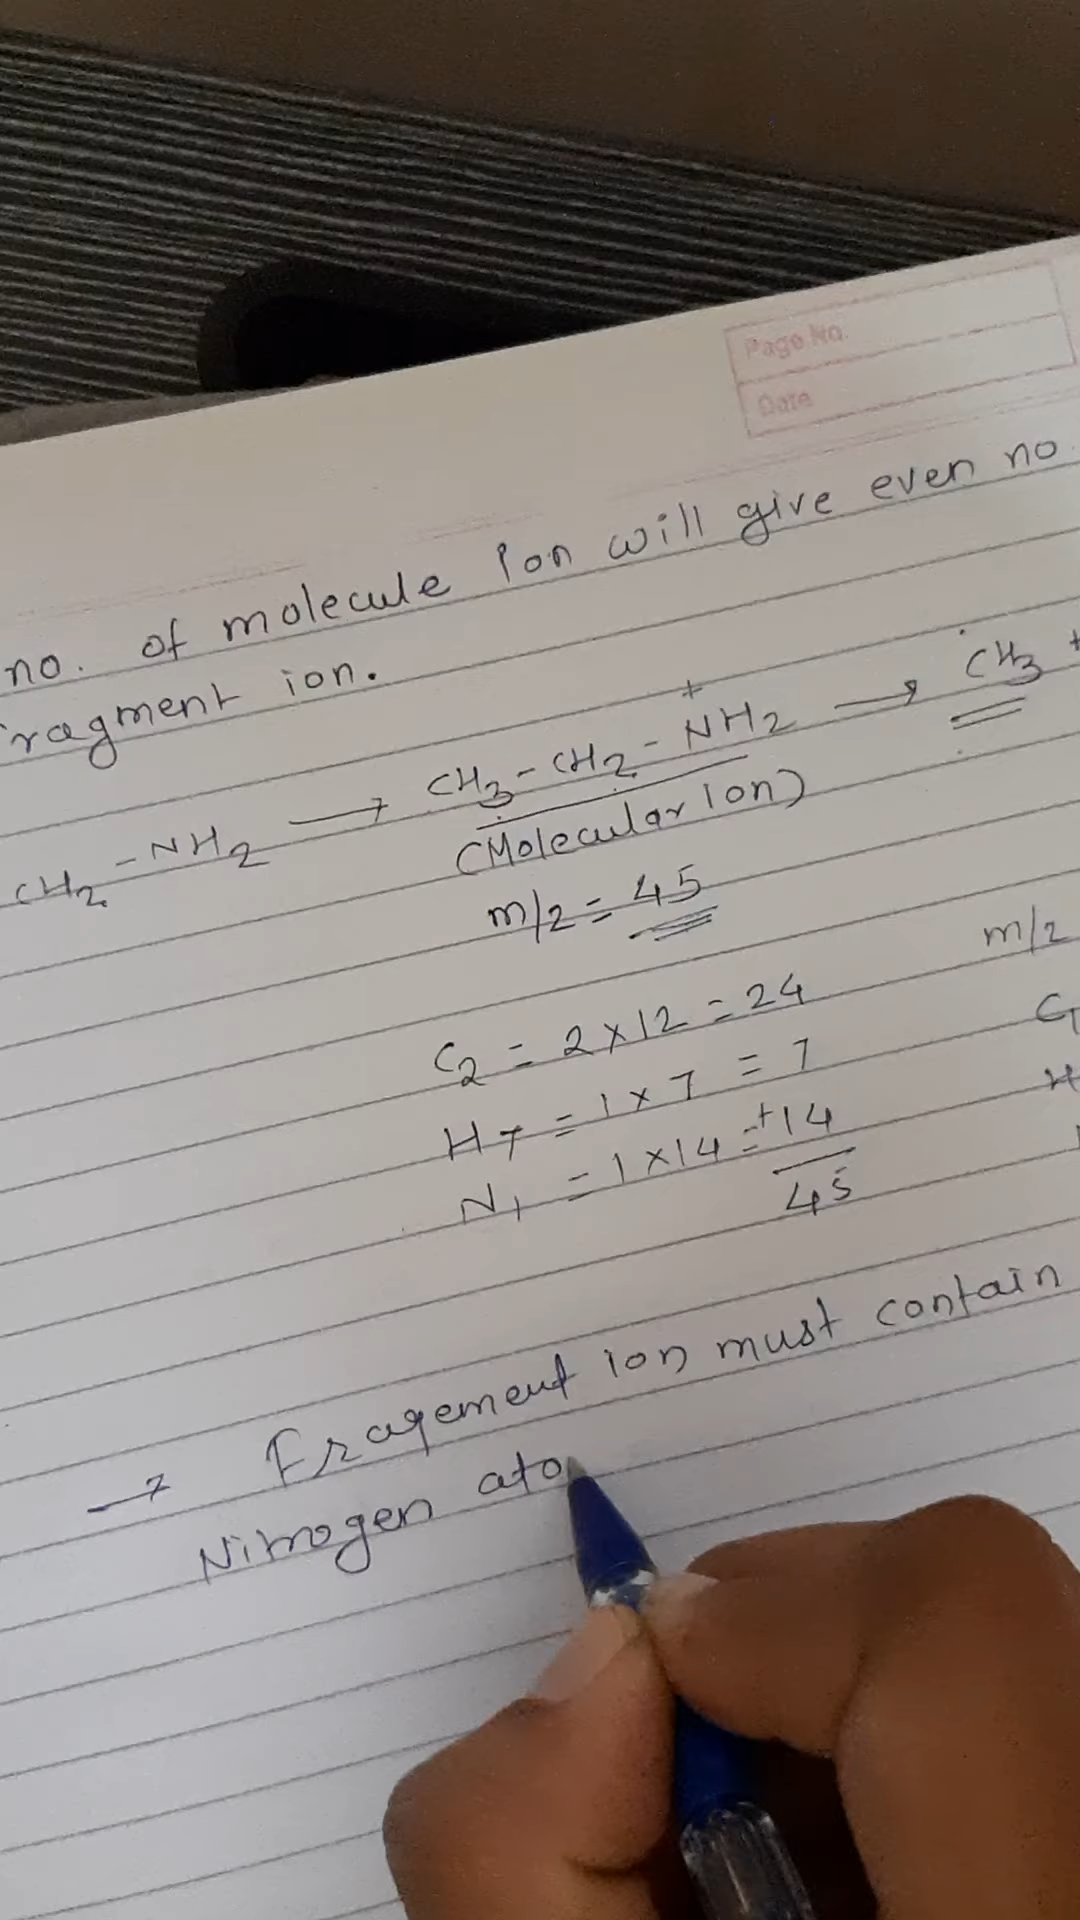 Page No.
Date
no. of molecule ion will give even no
ragment ion.
CH2 - NH2 → CH3 - CH2 - NH2 + → CH3 +
(Molecular Ion)
m/z = 45
m/z
C2 = 2 × 12 = 24
C1
H7 = 1 × 7 = 7
H
N1 = 1 × 14 = + 14
45
→ Fragement ion must contain
Nitrogen ato